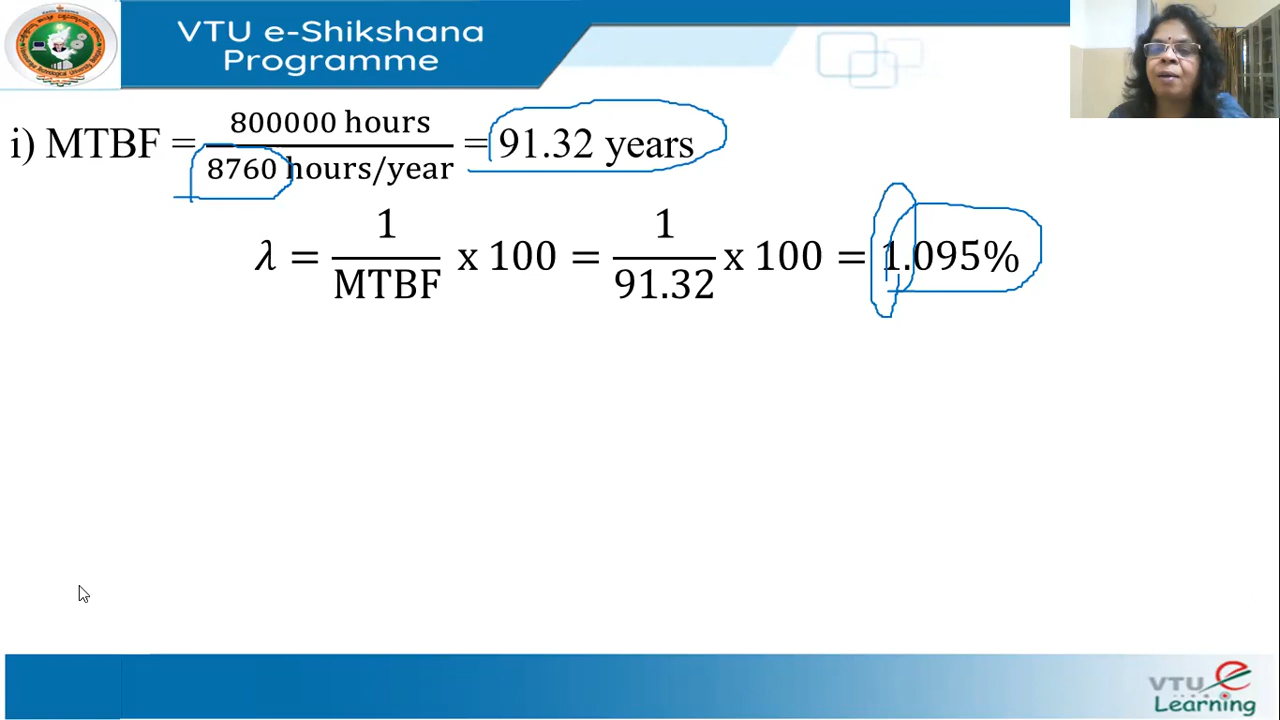 VTU e-Shikshana
Programme
i) MTBF = 800000 hours / 8760 hours/year = 91.32 years
λ = 1 / MTBF x 100 = 1 / 91.32 x 100 = 1.095%
VTU e
Learning